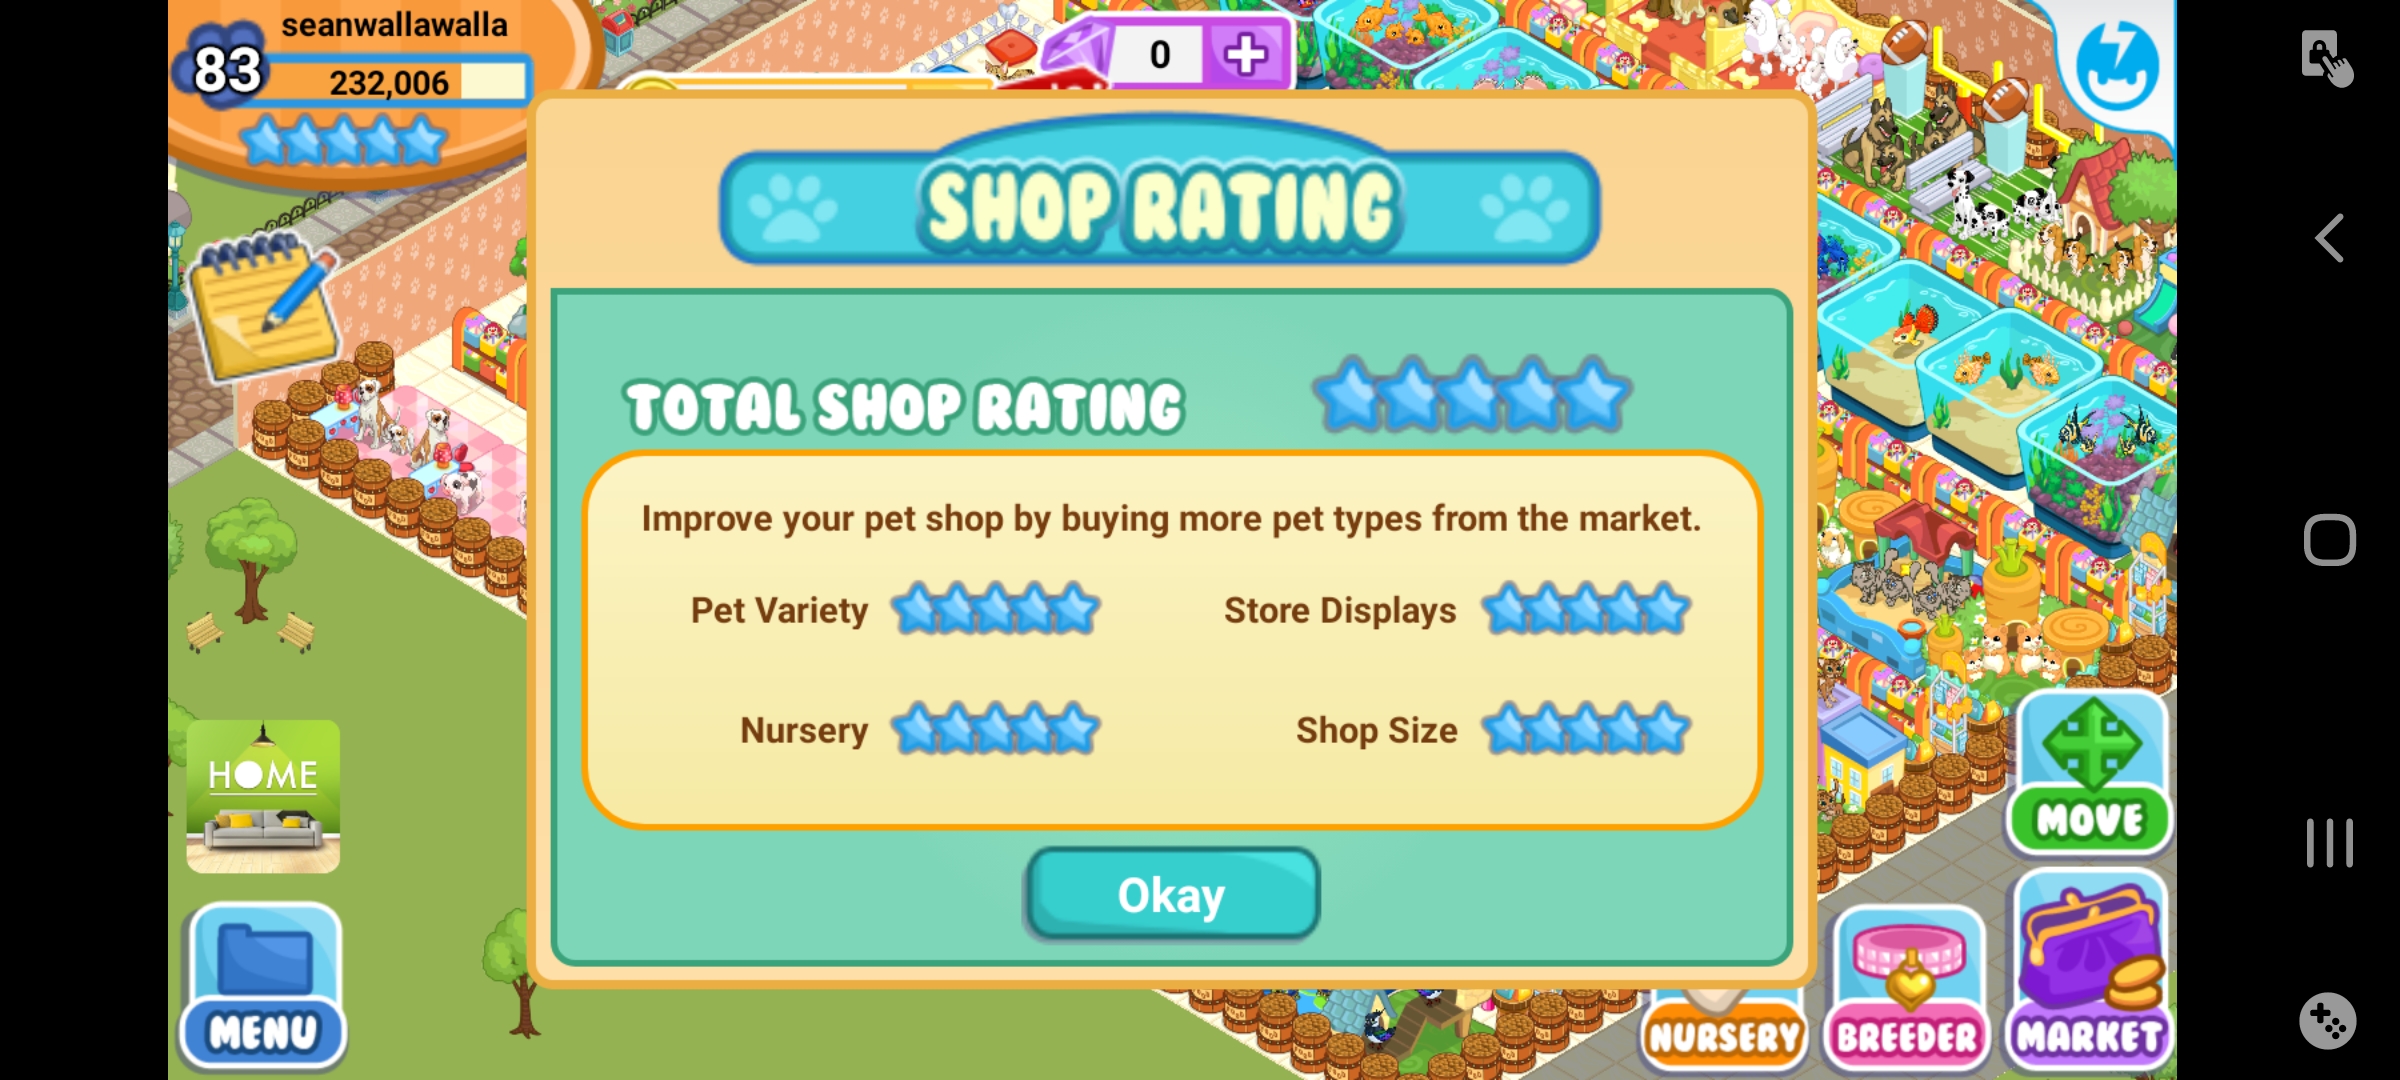 seanwallawalla
83
232,006
0
SHOP RATING
TOTAL SHOP RATING
Improve your pet shop by buying more pet types from the market.
Pet Variety
Store Displays
Nursery
Shop Size
Okay
HOME
MENU
MOVE
NURSERY
BREEDER
MARKET